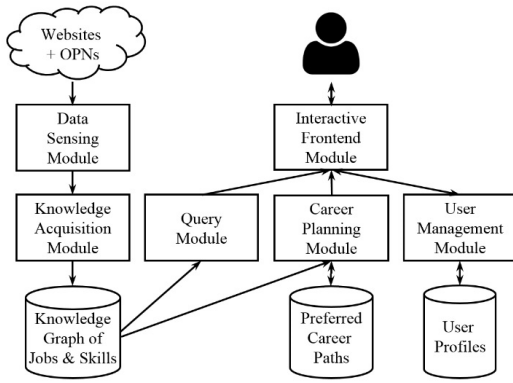 Websites
+ OPNs
Data
Sensing
Module
Interactive
Frontend
Module
Knowledge
Acquisition
Module
Query
Module
Career
Planning
Module
User
Management
Module
Knowledge
Graph of
Jobs & Skills
Preferred
Career
Paths
User
Profiles